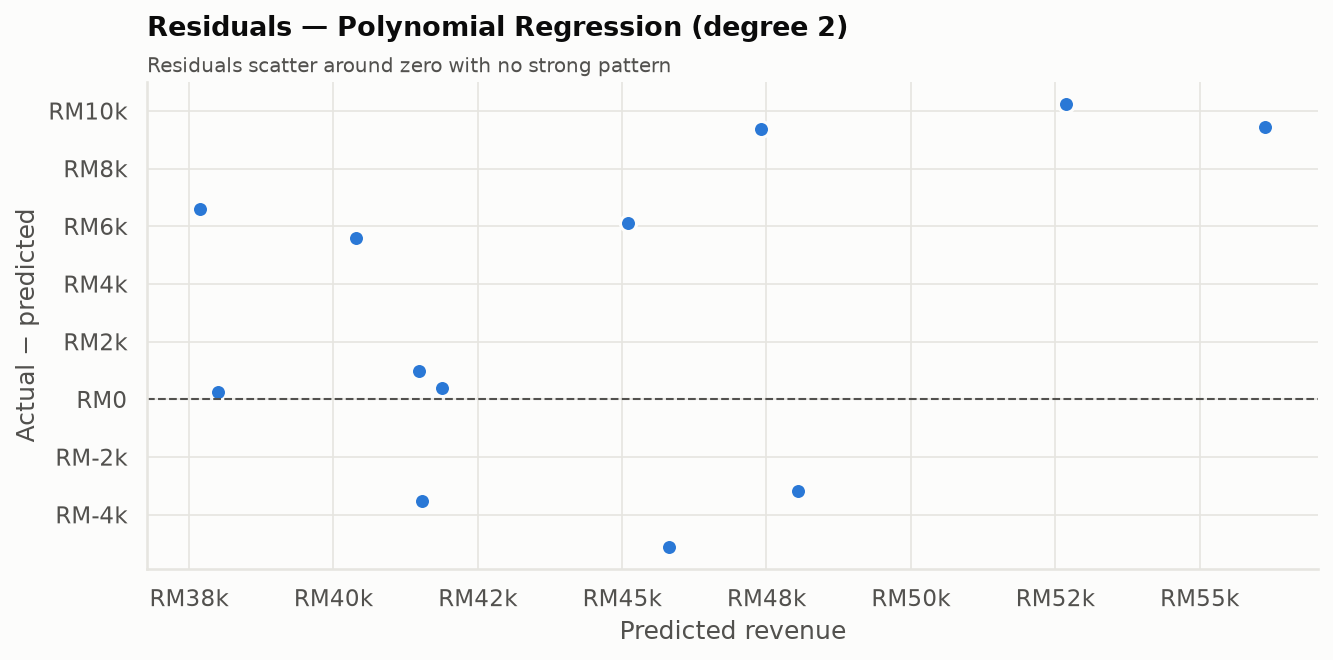 Residuals — Polynomial Regression (degree 2)
Residuals scatter around zero with no strong pattern
RM10k
RM8k
RM6k
RM4k
RM2k
RM0
RM-2k
RM-4k
Actual − predicted
RM38k RM40k RM42k RM45k RM48k RM50k RM52k RM55k
Predicted revenue